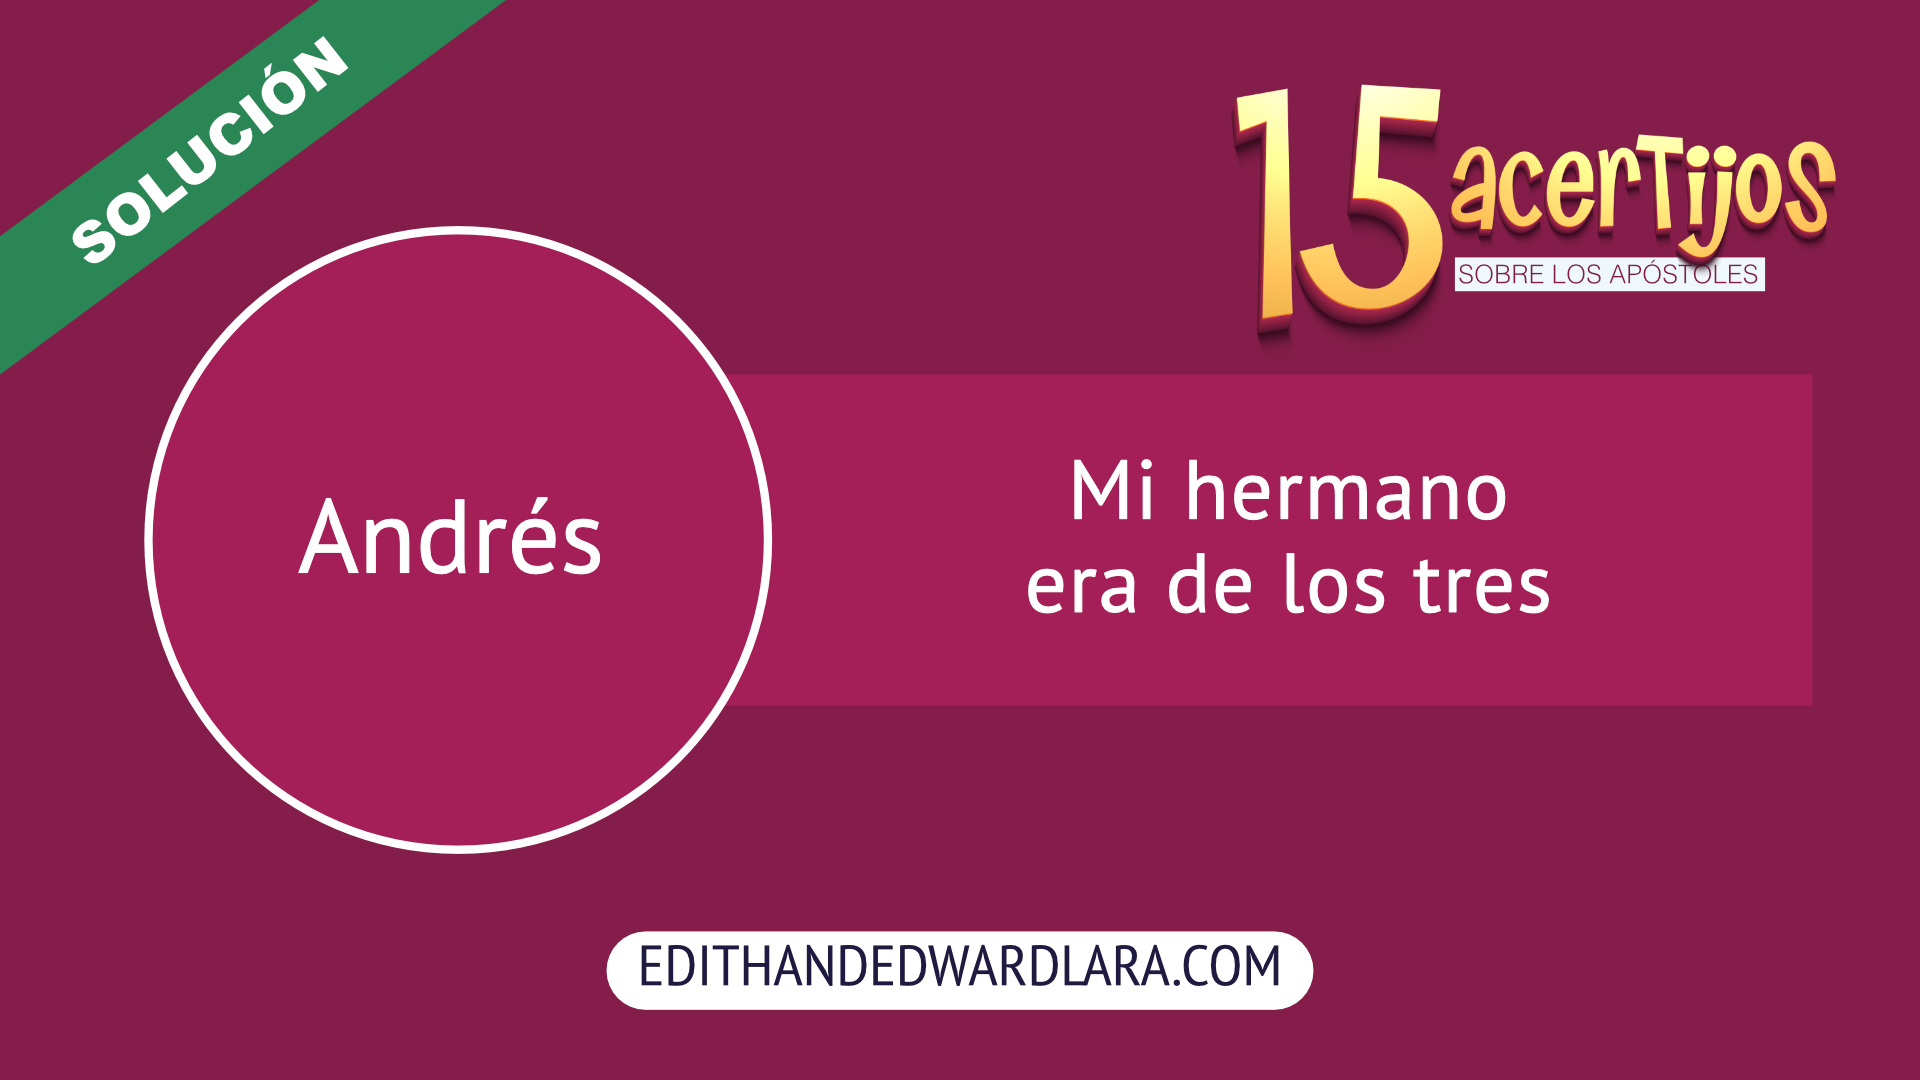 SOLUCIÓN
15 acertijos
SOBRE LOS APÓSTOLES
Andrés
Mi hermano
era de los tres
EDITHANDEDWARDLARA.COM